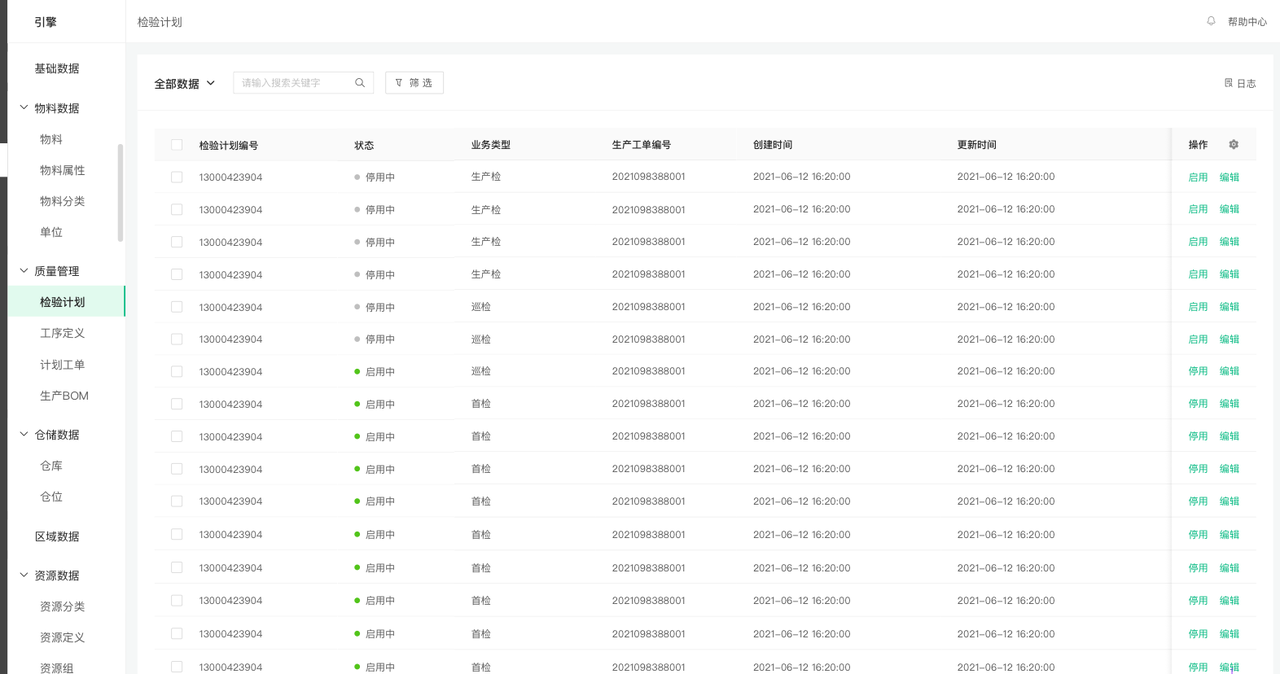 引擎
检验计划
帮助中心
基础数据
物料数据
物料
物料属性
物料分类
单位
质量管理
检验计划
工序定义
计划工单
生产BOM
仓储数据
仓库
仓位
区域数据
资源数据
资源分类
资源定义
资源组
全部数据
请输入搜索关键字
筛 选
日志
检验计划编号 状态 业务类型 生产工单编号 创建时间 更新时间 操作
13000423904 停用中 生产检 2021098388001 2021-06-12 16:20:00 2021-06-12 16:20:00 启用 编辑
13000423904 停用中 生产检 2021098388001 2021-06-12 16:20:00 2021-06-12 16:20:00 启用 编辑
13000423904 停用中 生产检 2021098388001 2021-06-12 16:20:00 2021-06-12 16:20:00 启用 编辑
13000423904 停用中 生产检 2021098388001 2021-06-12 16:20:00 2021-06-12 16:20:00 启用 编辑
13000423904 停用中 巡检 2021098388001 2021-06-12 16:20:00 2021-06-12 16:20:00 启用 编辑
13000423904 停用中 巡检 2021098388001 2021-06-12 16:20:00 2021-06-12 16:20:00 启用 编辑
13000423904 启用中 巡检 2021098388001 2021-06-12 16:20:00 2021-06-12 16:20:00 停用 编辑
13000423904 启用中 首检 2021098388001 2021-06-12 16:20:00 2021-06-12 16:20:00 停用 编辑
13000423904 启用中 首检 2021098388001 2021-06-12 16:20:00 2021-06-12 16:20:00 停用 编辑
13000423904 启用中 首检 2021098388001 2021-06-12 16:20:00 2021-06-12 16:20:00 停用 编辑
13000423904 启用中 首检 2021098388001 2021-06-12 16:20:00 2021-06-12 16:20:00 停用 编辑
13000423904 启用中 首检 2021098388001 2021-06-12 16:20:00 2021-06-12 16:20:00 停用 编辑
13000423904 启用中 首检 2021098388001 2021-06-12 16:20:00 2021-06-12 16:20:00 停用 编辑
13000423904 启用中 首检 2021098388001 2021-06-12 16:20:00 2021-06-12 16:20:00 停用 编辑
13000423904 启用中 首检 2021098388001 2021-06-12 16:20:00 2021-06-12 16:20:00 停用 编辑
13000423904 启用中 首检 2021098388001 2021-06-12 16:20:00 2021-06-12 16:20:00 停用 编辑